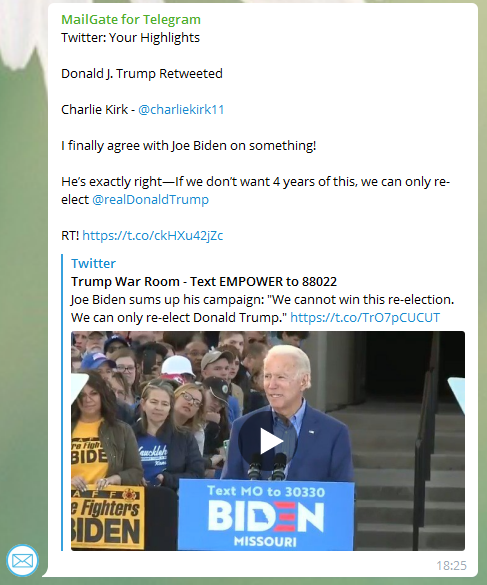 MailGate for Telegram
Twitter: Your Highlights
Donald J. Trump Retweeted
Charlie Kirk - @charliekirk11
I finally agree with Joe Biden on something!
He's exactly right—If we don't want 4 years of this, we can only re-
elect @realDonaldTrump
RT! https://t.co/ckHXu42jZc
Twitter
Trump War Room - Text EMPOWER to 88022
Joe Biden sums up his campaign: "We cannot win this re-election.
We can only re-elect Donald Trump." https://t.co/TrO7pCUCUT
e Fighte
BIDE
Fire Fighters
BIDEN
Text MO to 30330
BIDEN
MISSOURI
18:25